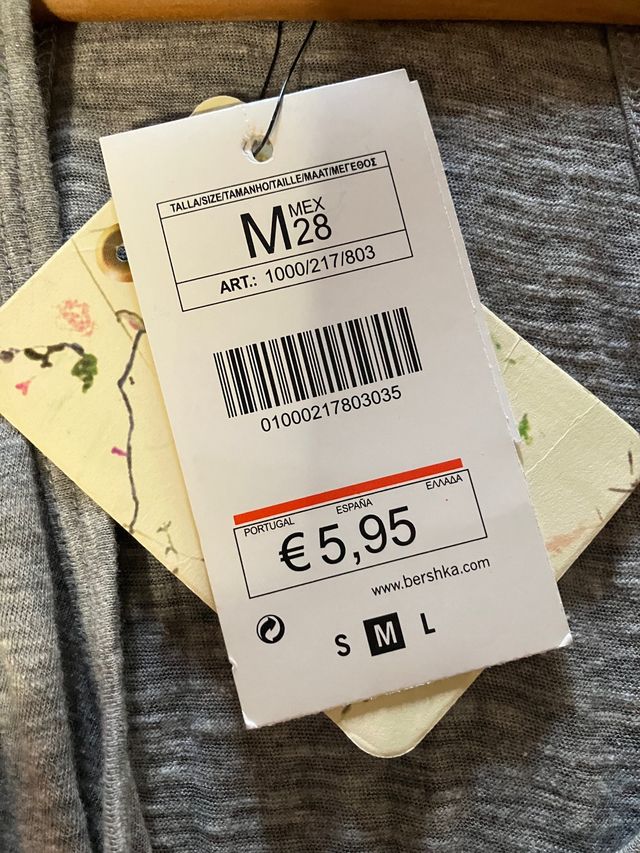 TALLA/SIZE/TAMANHO/TAILLE/MAAT/ΜΕΓΕΘΟΣ
M MEX 28
ART.: 1000/217/803
01000217803035
PORTUGAL ESPAÑA ΕΛΛΑΔΑ
€ 5,95
www.bershka.com
S M L